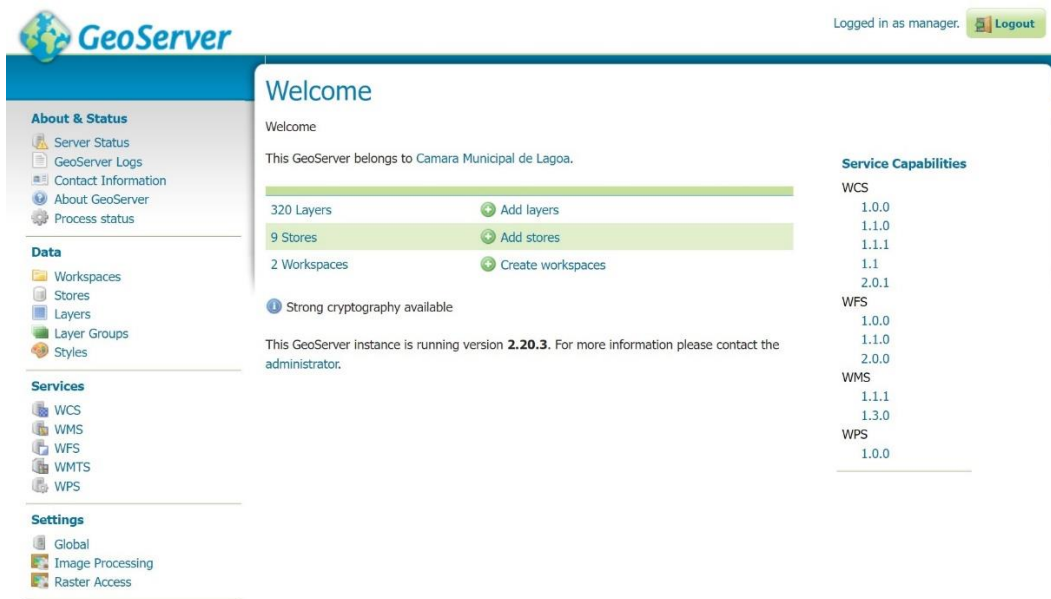 GeoServer
Logged in as manager.
Logout
About & Status
Server Status
GeoServer Logs
Contact Information
About GeoServer
Process status
Data
Workspaces
Stores
Layers
Layer Groups
Styles
Services
WCS
WMS
WFS
WMTS
WPS
Settings
Global
Image Processing
Raster Access
Welcome
Welcome
This GeoServer belongs to Camara Municipal de Lagoa.
320 Layers
Add layers
9 Stores
Add stores
2 Workspaces
Create workspaces
Strong cryptography available
This GeoServer instance is running version 2.20.3. For more information please contact the
administrator.
Service Capabilities
WCS
1.0.0
1.1.0
1.1.1
1.1
2.0.1
WFS
1.0.0
1.1.0
2.0.0
WMS
1.1.1
1.3.0
WPS
1.0.0